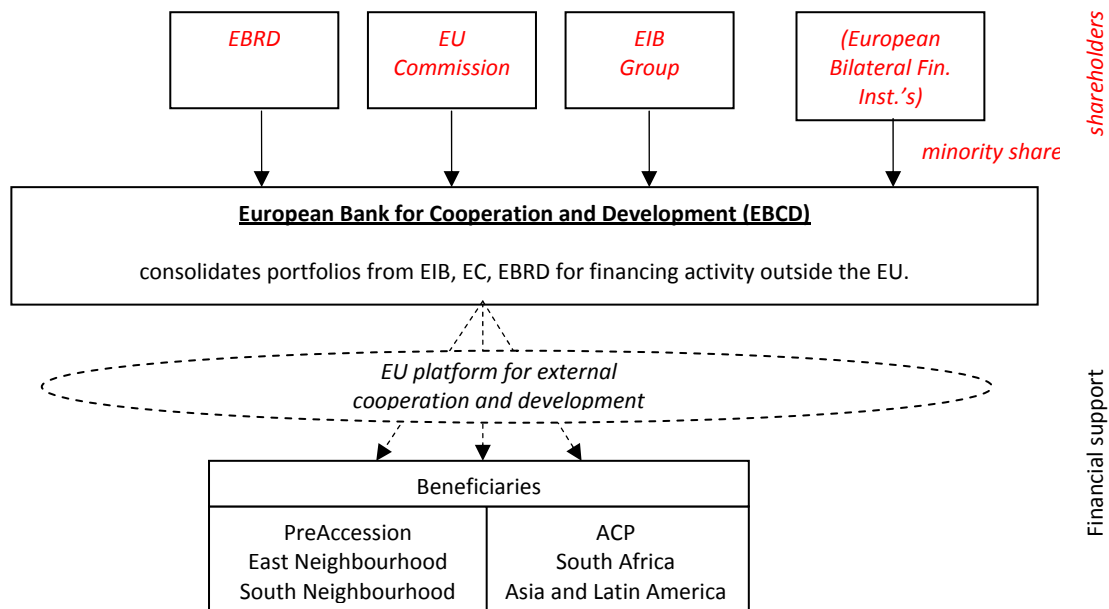 EBRD
EU
Commission
EIB
Group
(European
Bilateral Fin.
Inst.'s)
shareholders
minority share
European Bank for Cooperation and Development (EBCD)
consolidates portfolios from EIB, EC, EBRD for financing activity outside the EU.
EU platform for external
cooperation and development
Financial support
Beneficiaries
PreAccession
East Neighbourhood
South Neighbourhood
ACP
South Africa
Asia and Latin America